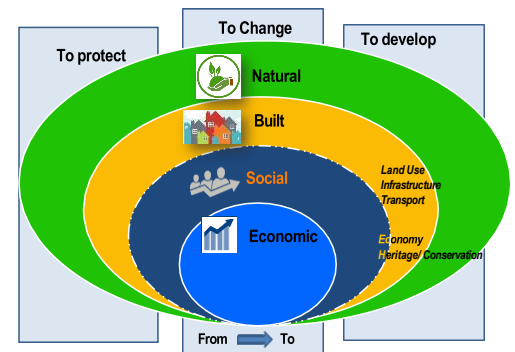 To protect
To Change
To develop
Natural
Built
Social
Economic
Land Use
Infrastructure
Transport
Economy
Heritage/ Conservation
From To